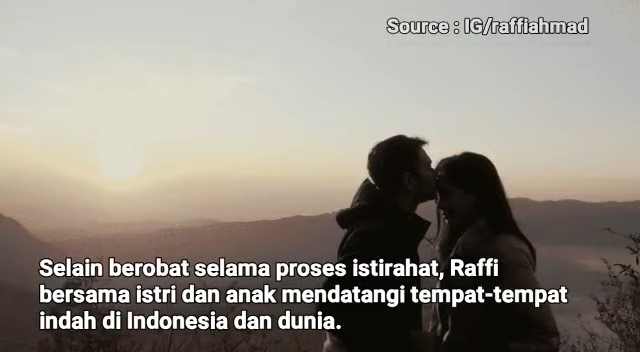 Source : IG/raffiahmad
Selain berobat selama proses istirahat, Raffi
bersama istri dan anak mendatangi tempat-tempat
indah di Indonesia dan dunia.